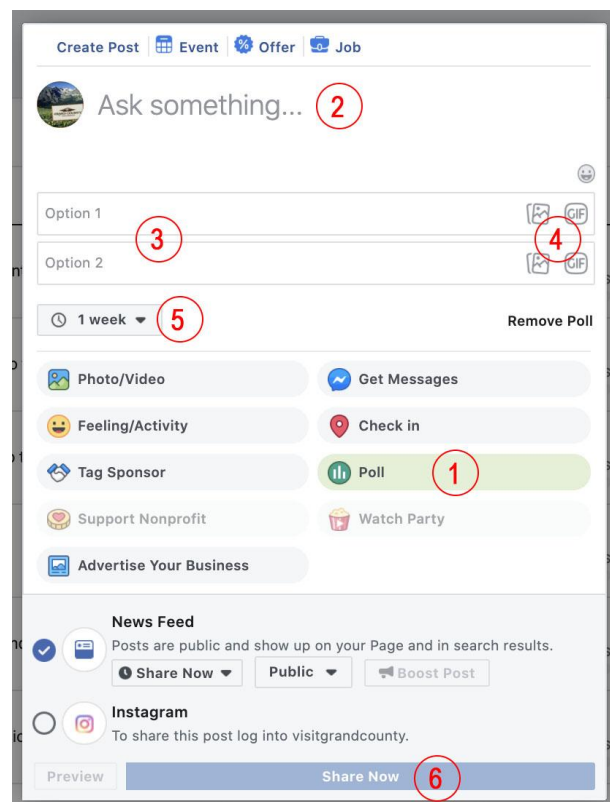 Create Post Event Offer Job
Ask something... 2
Option 1 GIF
3 4
Option 2 GIF
1 week 5 Remove Poll
Photo/Video Get Messages
Feeling/Activity Check in
Tag Sponsor Poll 1
Support Nonprofit Watch Party
Advertise Your Business
News Feed
Posts are public and show up on your Page and in search results.
Share Now Public Boost Post
Instagram
To share this post log into visitgrandcounty.
Preview Share Now 6